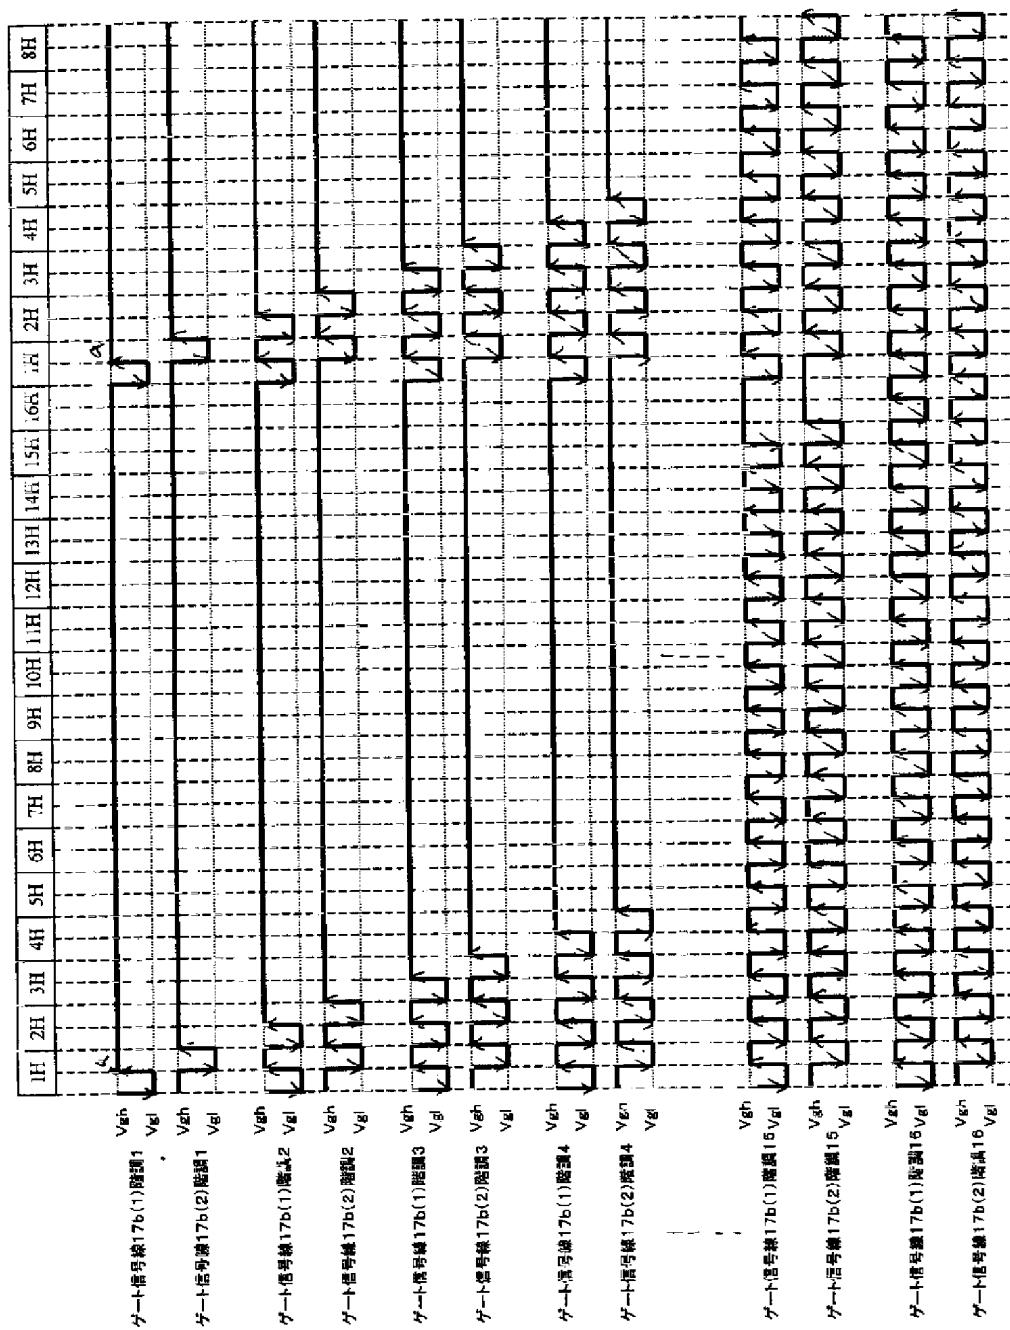 1H 2H 3H 4H 5H 6H 7H 8H 9H 10H 11H 12H 13H 14H 15H 16H 1H 2H 3H 4H 5H 6H 7H 8H
a a
ゲート信号線17b(1)階調1 Vgh Vgl
ゲート信号線17b(2)階調1 Vgh Vgl
ゲート信号線17b(1)階調2 Vgh Vgl
ゲート信号線17b(2)階調2 Vgh Vgl
ゲート信号線17b(1)階調3 Vgh Vgl
ゲート信号線17b(2)階調3 Vgh Vgl
ゲート信号線17b(1)階調4 Vgh Vgl
ゲート信号線17b(2)階調4 Vgh Vgl
ゲート信号線17b(1)階調15 Vgh Vgl
ゲート信号線17b(2)階調15 Vgh Vgl
ゲート信号線17b(1)階調16 Vgh Vgl
ゲート信号線17b(2)階調16 Vgh Vgl